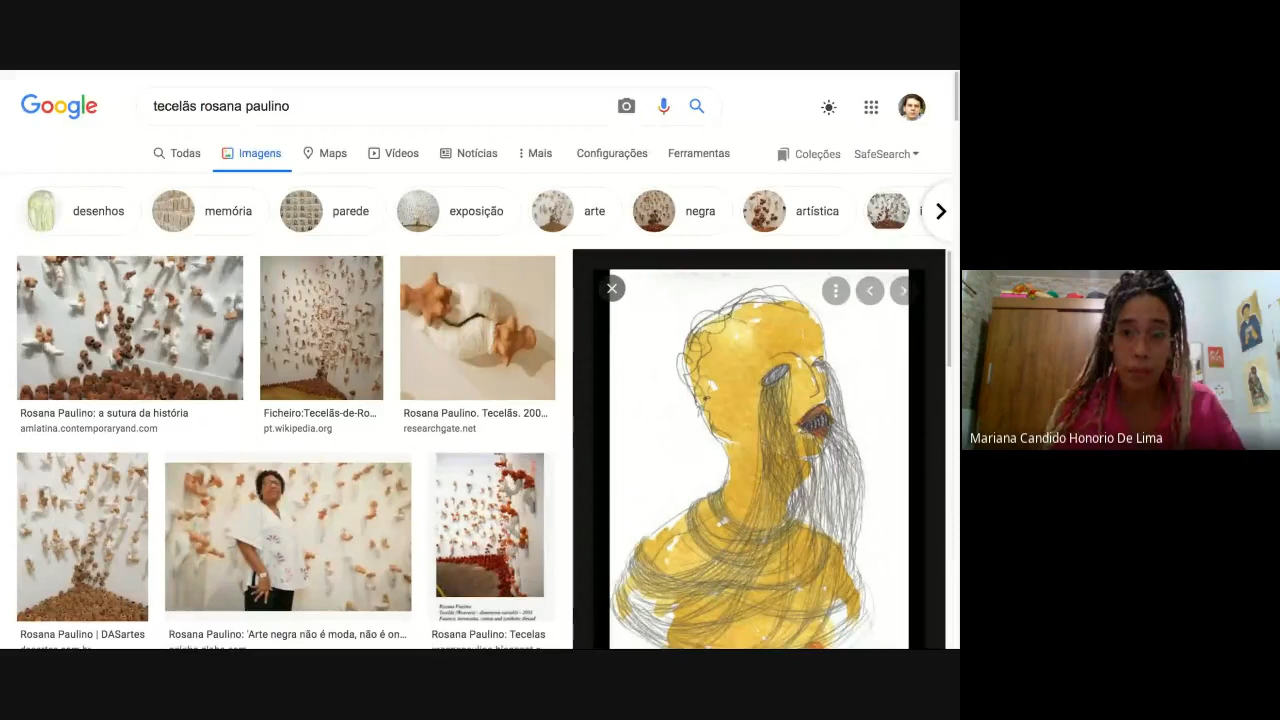 Google
tecelãs rosana paulino
Todas
Imagens
Maps
Vídeos
Notícias
Mais
Configurações
Ferramentas
Coleções
SafeSearch
desenhos
memória
parede
exposição
arte
negra
artística
Rosana Paulino: a sutura da história
amlatina.contemporaryand.com
Ficheiro:Tecelãs-de-Ro...
pt.wikipedia.org
Rosana Paulino. Tecelãs. 200...
researchgate.net
Rosana Paulino | DASartes
Rosana Paulino: 'Arte negra não é moda, não é on...
Rosana Paulino: Tecelas
Mariana Candido Honorio De Lima